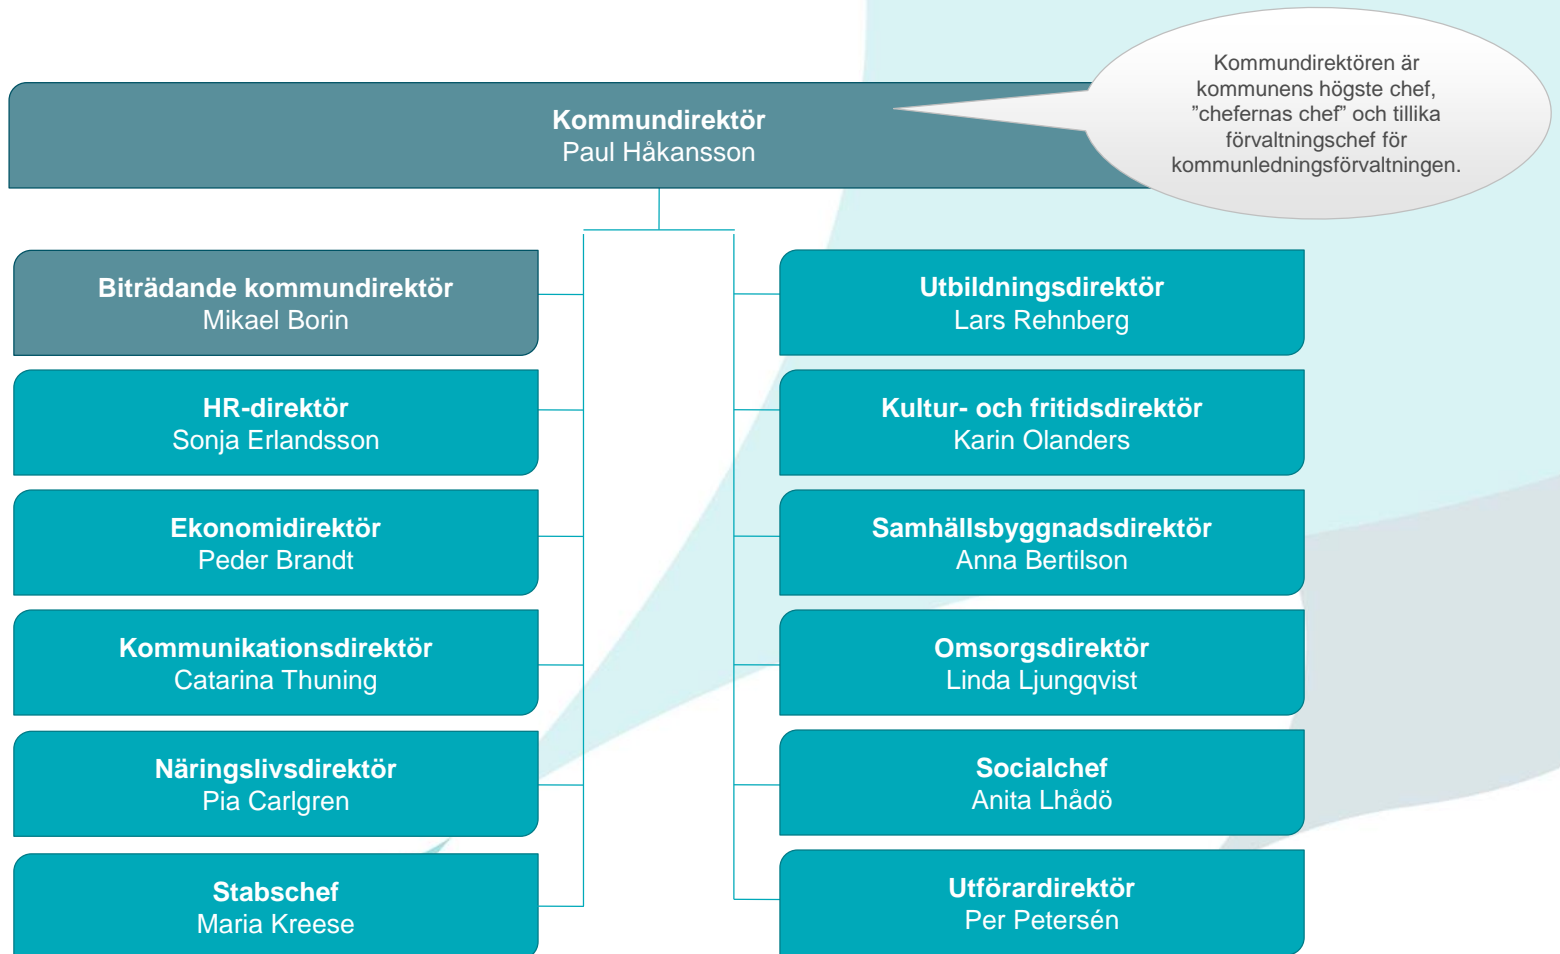 Kommundirektören är
kommunens högste chef,
”chefernas chef” och tillika
förvaltningschef för
kommunledningsförvaltningen.
Kommundirektör
Paul Håkansson
Biträdande kommundirektör
Mikael Borin
HR-direktör
Sonja Erlandsson
Ekonomidirektör
Peder Brandt
Kommunikationsdirektör
Catarina Thuning
Näringslivsdirektör
Pia Carlgren
Stabschef
Maria Kreese
Utbildningsdirektör
Lars Rehnberg
Kultur- och fritidsdirektör
Karin Olanders
Samhällsbyggnadsdirektör
Anna Bertilson
Omsorgsdirektör
Linda Ljungqvist
Socialchef
Anita Lhådö
Utförardirektör
Per Petersén